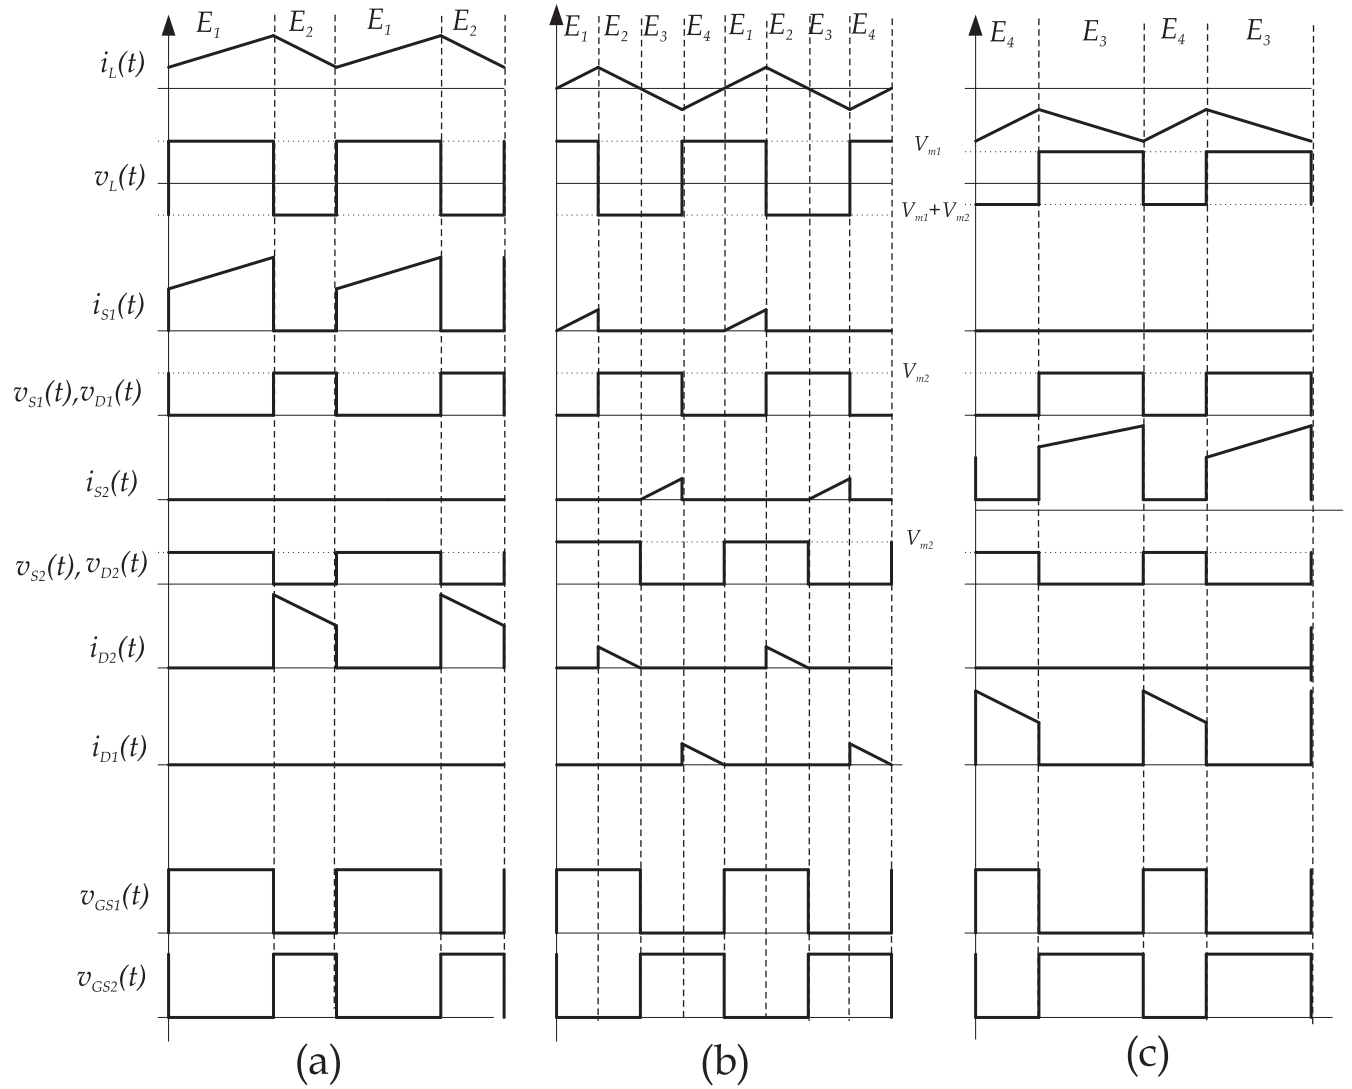 E1 E2 E1 E2
E1 E2 E3 E4 E1 E2 E3 E4
E4 E3 E4 E3
iL(t)
vL(t)
Vm1
Vm1+Vm2
iS1(t)
vS1(t),vD1(t)
Vm2
iS2(t)
vS2(t), vD2(t)
Vm2
iD2(t)
iD1(t)
vGS1(t)
vGS2(t)
(a) (b) (c)